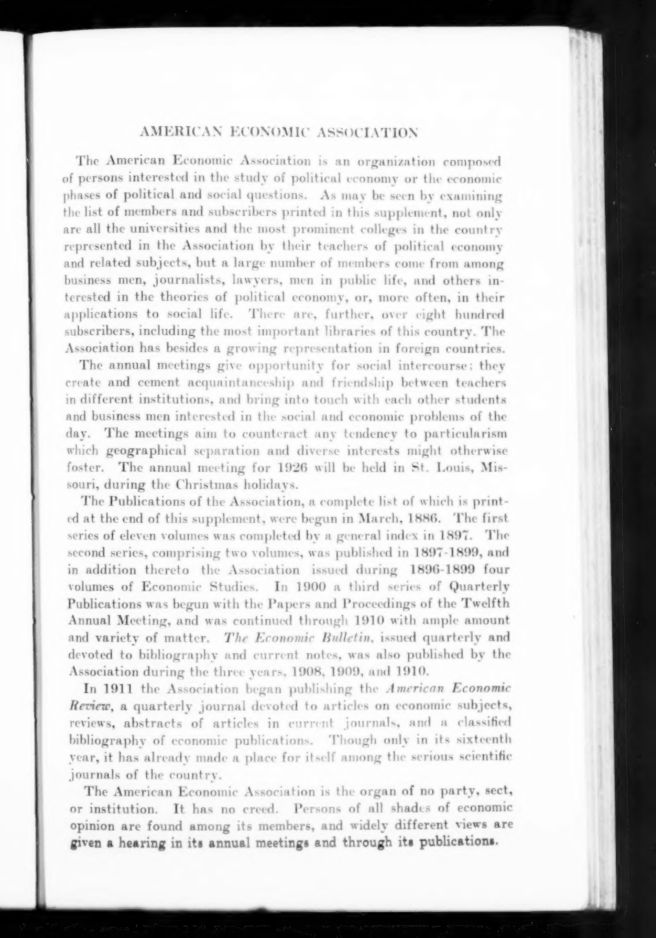 AMERICAN ECONOMIC ASSOCIATION
The American Economic Association is an organization composed
of persons interested in the study of political economy or the economic
phases of political and social questions. As may be seen by examining
the list of members and subscribers printed in this supplement, not only
are all the universities and the most prominent colleges in the country
represented in the Association by their teachers of political economy
and related subjects, but a large number of members come from among
business men, journalists, lawyers, men in public life, and others in-
terested in the theories of political economy, or, more often, in their
applications to social life. There are, further, over eight hundred
subscribers, including the most important libraries of this country. The
Association has besides a growing representation in foreign countries.
The annual meetings give opportunity for social intercourse; they
create and cement acquaintanceship and friendship between teachers
in different institutions, and bring into touch with each other students
and business men interested in the social and economic problems of the
day. The meetings aim to counteract any tendency to particularism
which geographical separation and diverse interests might otherwise
foster. The annual meeting for 1926 will be held in St. Louis, Mis-
souri, during the Christmas holidays.
The Publications of the Association, a complete list of which is print-
ed at the end of this supplement, were begun in March, 1886. The first
series of eleven volumes was completed by a general index in 1897. The
second series, comprising two volumes, was published in 1897-1899, and
in addition thereto the Association issued during 1896-1899 four
volumes of Economic Studies. In 1900 a third series of Quarterly
Publications was begun with the Papers and Proceedings of the Twelfth
Annual Meeting, and was continued through 1910 with ample amount
and variety of matter. The Economic Bulletin, issued quarterly and
devoted to bibliography and current notes, was also published by the
Association during the three years, 1908, 1909, and 1910.
In 1911 the Association began publishing the American Economic
Review, a quarterly journal devoted to articles on economic subjects,
reviews, abstracts of articles in current journals, and a classified
bibliography of economic publications. Though only in its sixteenth
year, it has already made a place for itself among the serious scientific
journals of the country.
The American Economic Association is the organ of no party, sect,
or institution. It has no creed. Persons of all shades of economic
opinion are found among its members, and widely different views are
given a hearing in its annual meetings and through its publications.